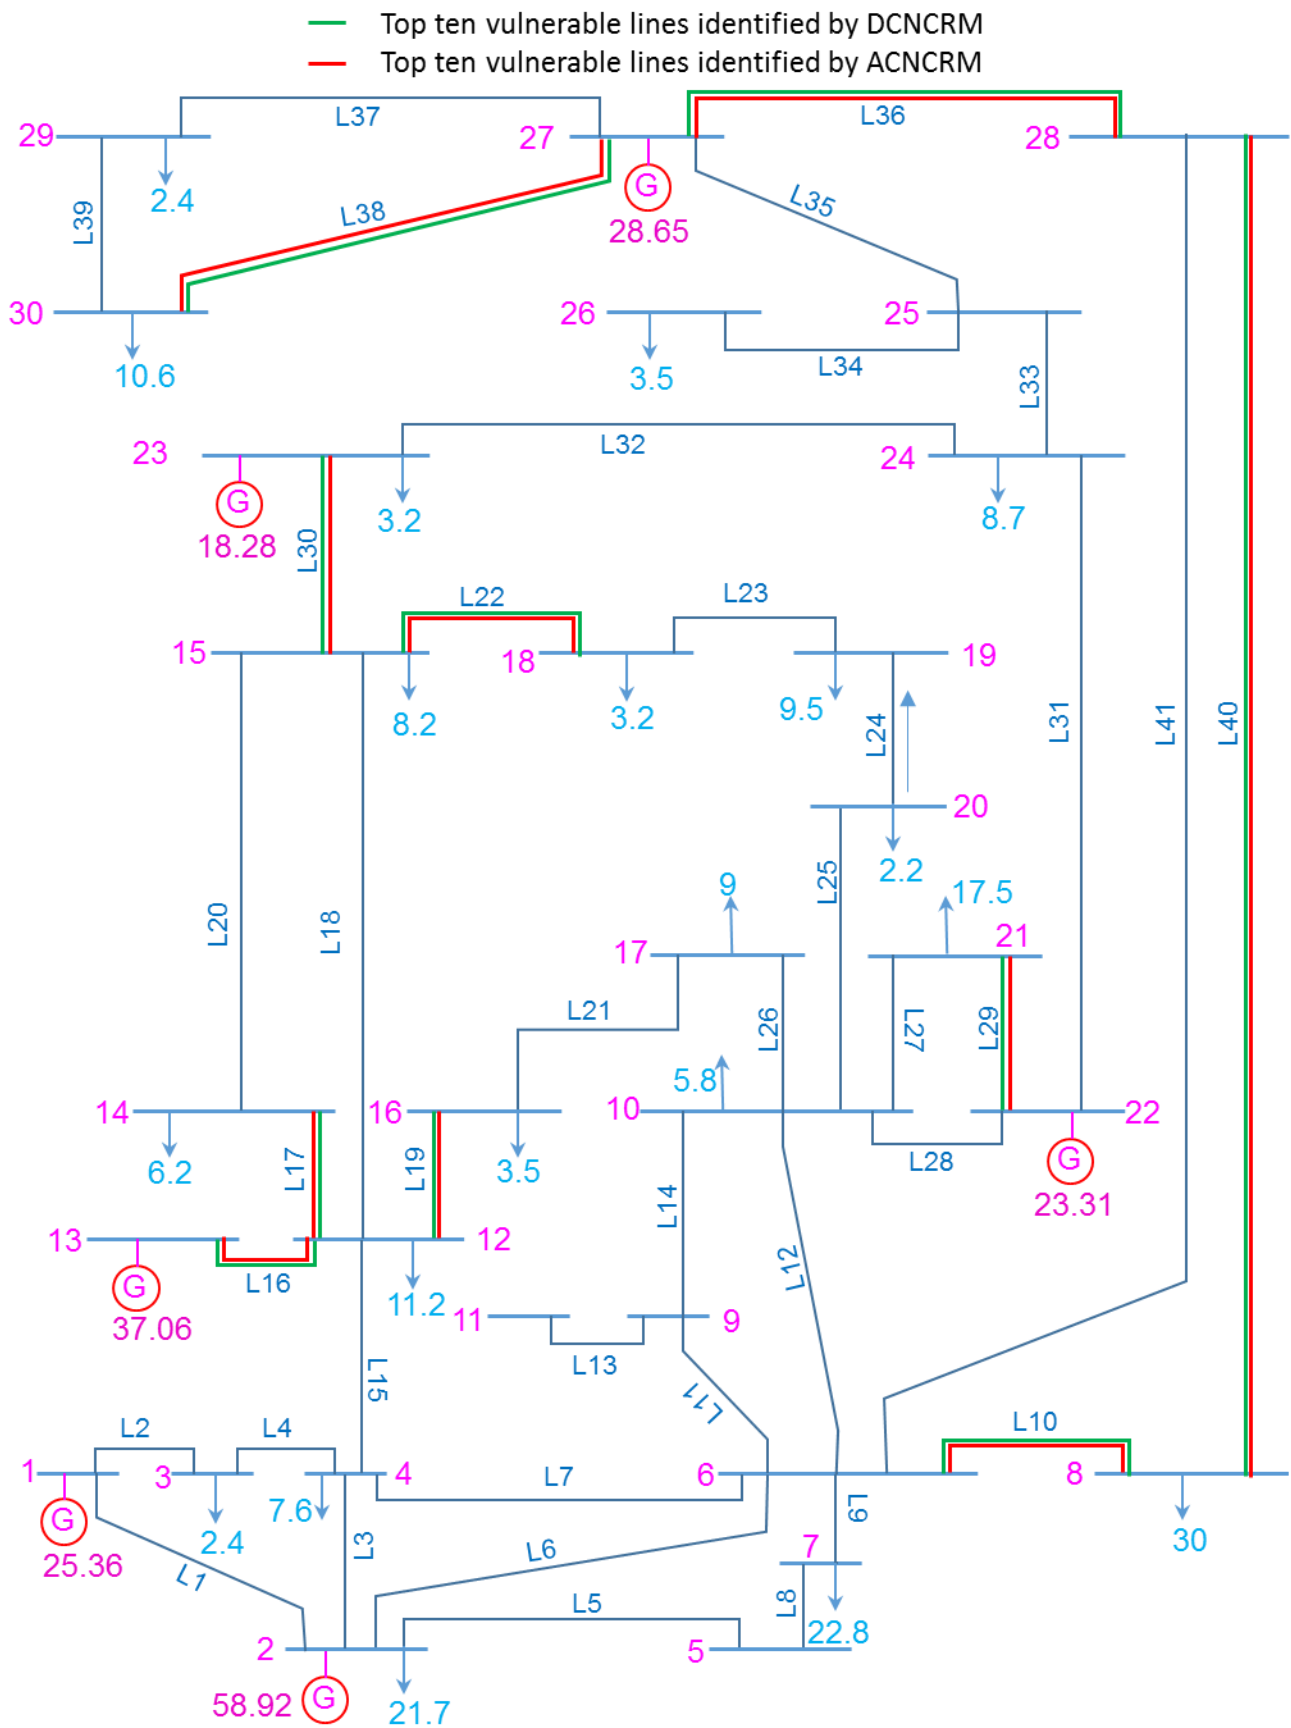 Top ten vulnerable lines identified by DCNCRM
Top ten vulnerable lines identified by ACNCRM
L37
L36
29
27
28
G
2.4
28.65
L39
L38
L35
30
26
25
10.6
3.5
L34
L33
23
L32
24
G
3.2
8.7
18.28
L30
L22
L23
15
18
19
8.2
3.2
9.5
L24
L31
L41
L40
20
2.2
L25
9
17.5
L20
L18
17
21
L21
L26
L27
L29
5.8
14
16
10
22
6.2
L17
L19
3.5
L14
L28
G
23.31
13
12
G
L16
L12
37.06
11.2
11
9
L13
L15
L11
L2
L4
L10
1
3
4
L7
6
8
G
7.6
L9
25.36
2.4
L3
30
L1
L6
7
L5
L8
22.8
2
5
58.92
G
21.7